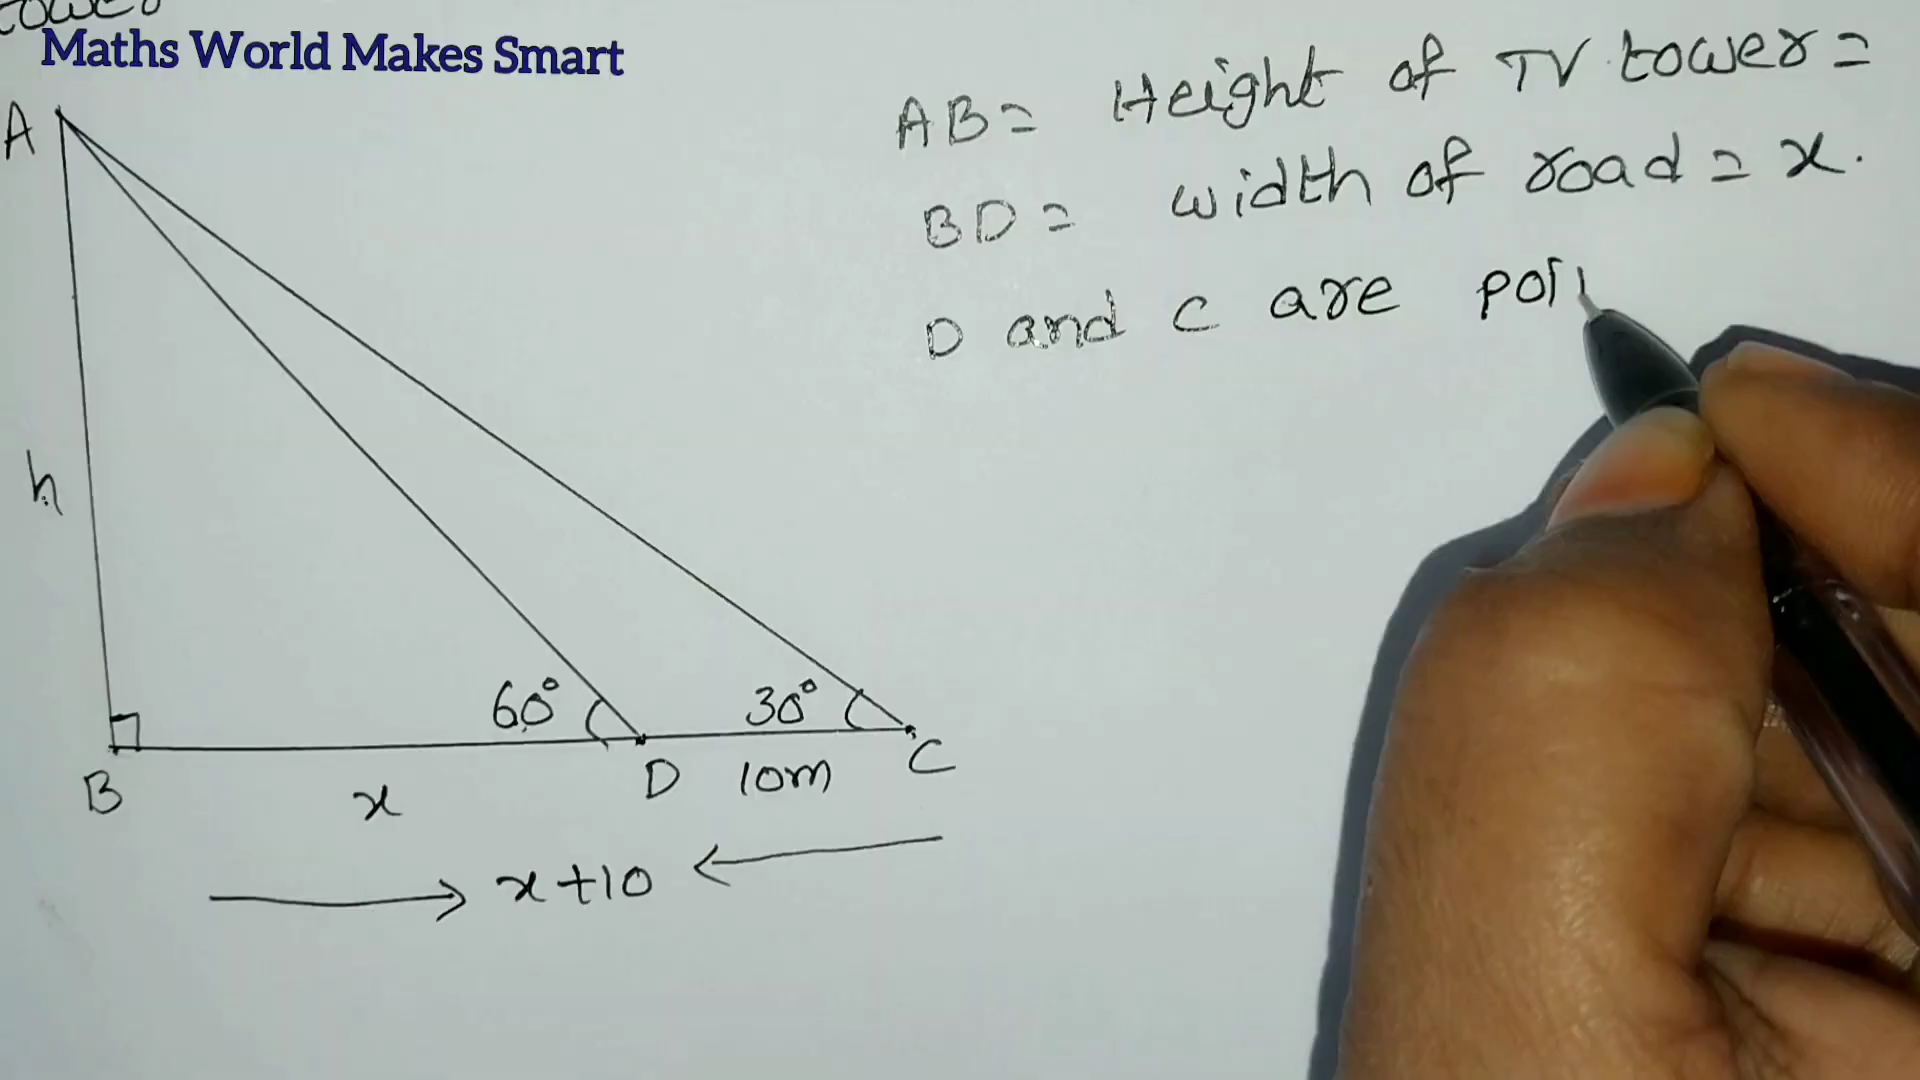 tower
Maths World Makes Smart
AB = Height of TV tower =
BD = width of road = x.
D and C are poi
A
h
60°
30°
B
x
D
10m
C
x+10